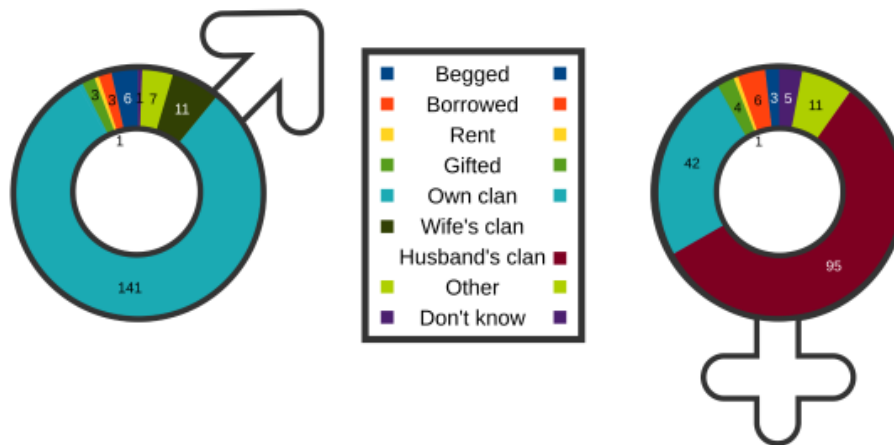 3
3
6
1
7
11
1
141
Begged
Borrowed
Rent
Gifted
Own clan
Wife's clan
Husband's clan
Other
Don't know
4
6
3
5
11
1
42
95